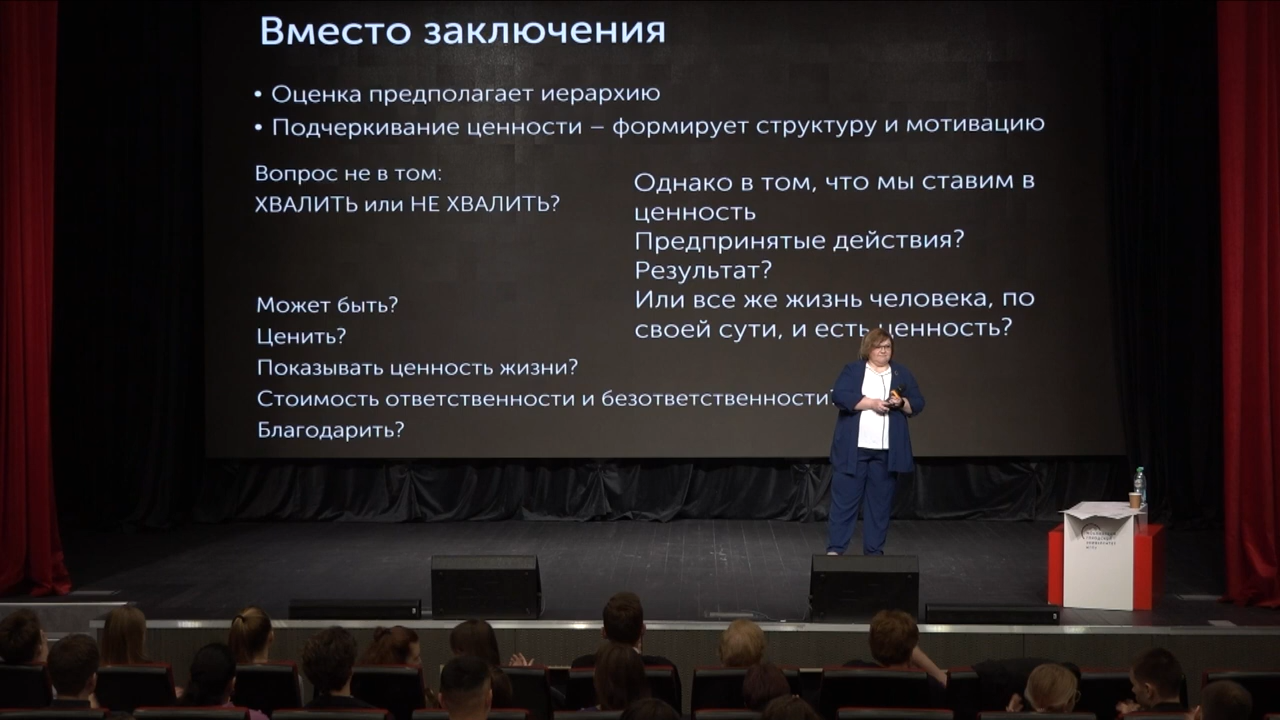 Вместо заключения
• Оценка предполагает иерархию
• Подчеркивание ценности – формирует структуру и мотивацию
Вопрос не в том:
ХВАЛИТЬ или НЕ ХВАЛИТЬ?
Однако в том, что мы ставим в
ценность
Предпринятые действия?
Результат?
Или все же жизнь человека, по
своей сути, и есть ценность?
Может быть?
Ценить?
Показывать ценность жизни?
Стоимость ответственности и безответственности?
Благодарить?